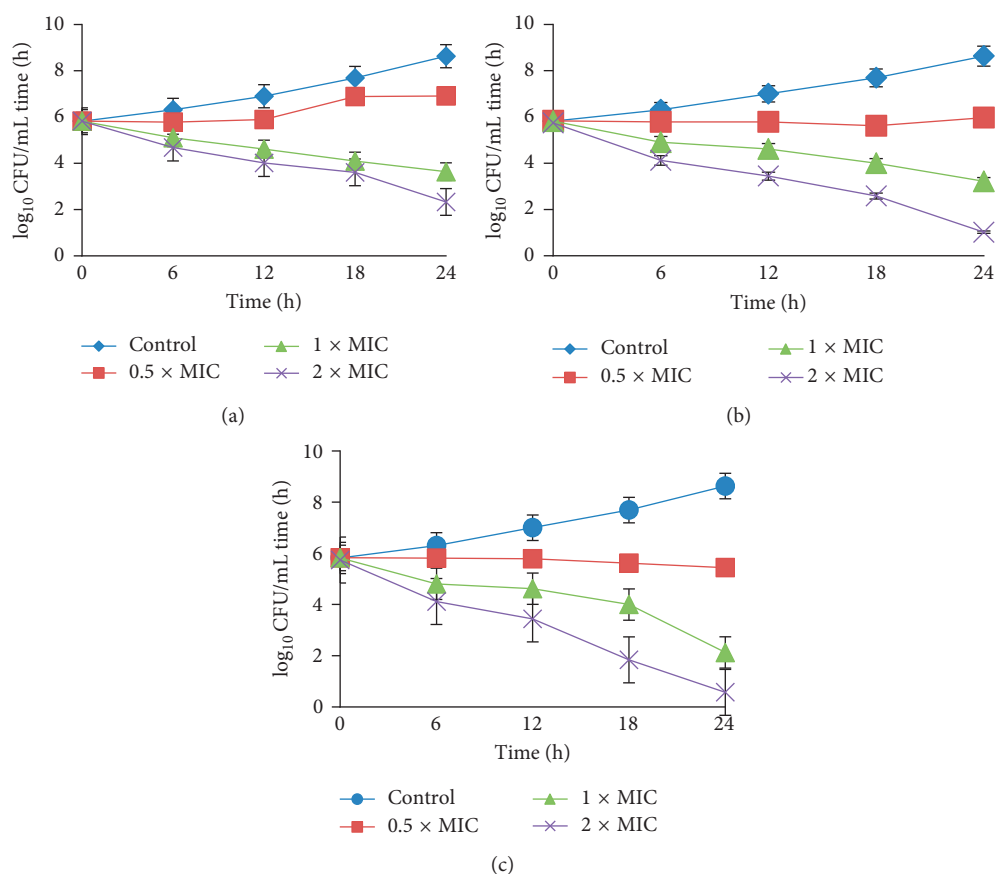 log10 CFU/mL time (h)
10
8
6
4
2
0
0 6 12 18 24
Time (h)
Control 1 × MIC
0.5 × MIC 2 × MIC
(a)
log10 CFU/mL time (h)
10
8
6
4
2
0
0 6 12 18 24
Time (h)
Control 1 × MIC
0.5 × MIC 2 × MIC
(b)
log10 CFU/mL time (h)
10
8
6
4
2
0
0 6 12 18 24
Time (h)
Control 1 × MIC
0.5 × MIC 2 × MIC
(c)